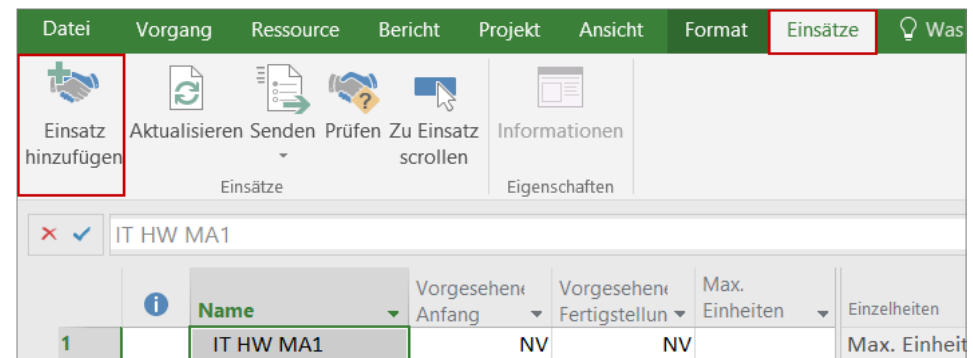 Datei Vorgang Ressource Bericht Projekt Ansicht Format Einsätze Was
Einsatz Aktualisieren Senden Prüfen Zu Einsatz Informationen
hinzufügen scrollen
Einsätze Eigenschaften
IT HW MA1
Vorgesehene Vorgesehene Max.
i Name Anfang Fertigstellun Einheiten Einzelheiten
1 IT HW MA1 NV NV Max. Einheit